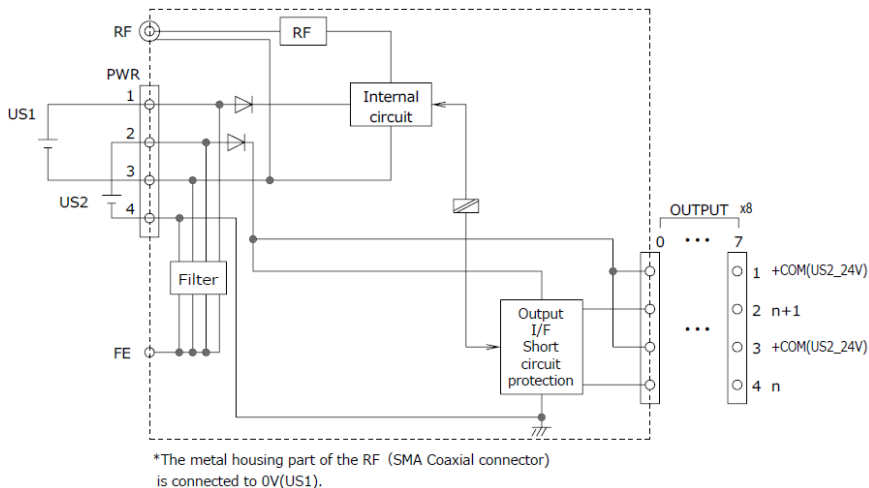 RF
RF
PWR
1
Internal
circuit
US1
2
3
US2
4
OUTPUT x8
0 ••• 7
Filter
1 +COM(US2_24V)
Output
I/F
Short
circuit
protection
2 n+1
•••
3 +COM(US2_24V)
FE
4 n
*The metal housing part of the RF (SMA Coaxial connector)
is connected to 0V(US1).